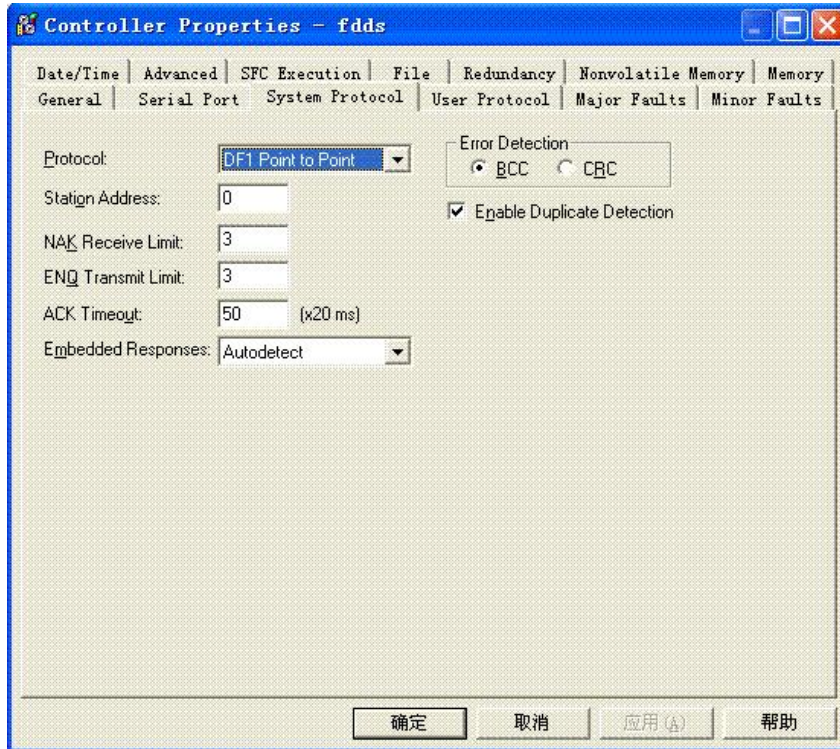 Controller Properties - fdds
Date/Time Advanced SFC Execution File Redundancy Nonvolatile Memory Memory
General Serial Port System Protocol User Protocol Major Faults Minor Faults
Protocol: DF1 Point to Point
Error Detection
BCC CRC
Station Address: 0
Enable Duplicate Detection
NAK Receive Limit: 3
ENQ Transmit Limit: 3
ACK Timeout: 50 (x20 ms)
Embedded Responses: Autodetect
确定 取消 应用(A) 帮助